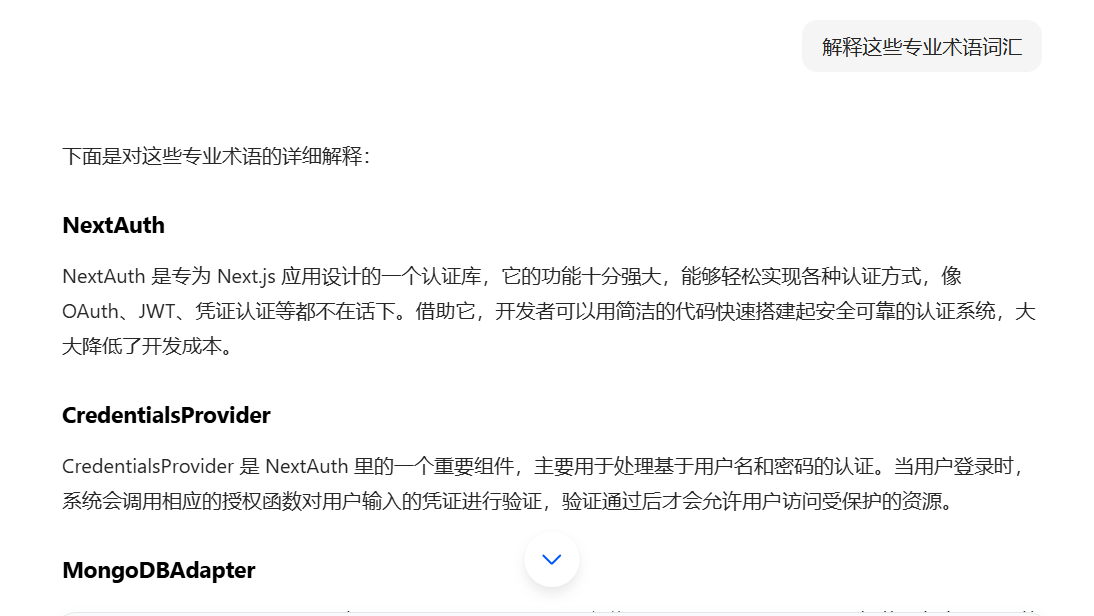 解释这些专业术语词汇
下面是对这些专业术语的详细解释：
NextAuth
NextAuth 是专为 Next.js 应用设计的一个认证库，它的功能十分强大，能够轻松实现各种认证方式，像
OAuth、JWT、凭证认证等都不在话下。借助它，开发者可以用简洁的代码快速搭建起安全可靠的认证系统，大
大降低了开发成本。
CredentialsProvider
CredentialsProvider 是 NextAuth 里的一个重要组件，主要用于处理基于用户名和密码的认证。当用户登录时，
系统会调用相应的授权函数对用户输入的凭证进行验证，验证通过后才会允许用户访问受保护的资源。
MongoDBAdapter